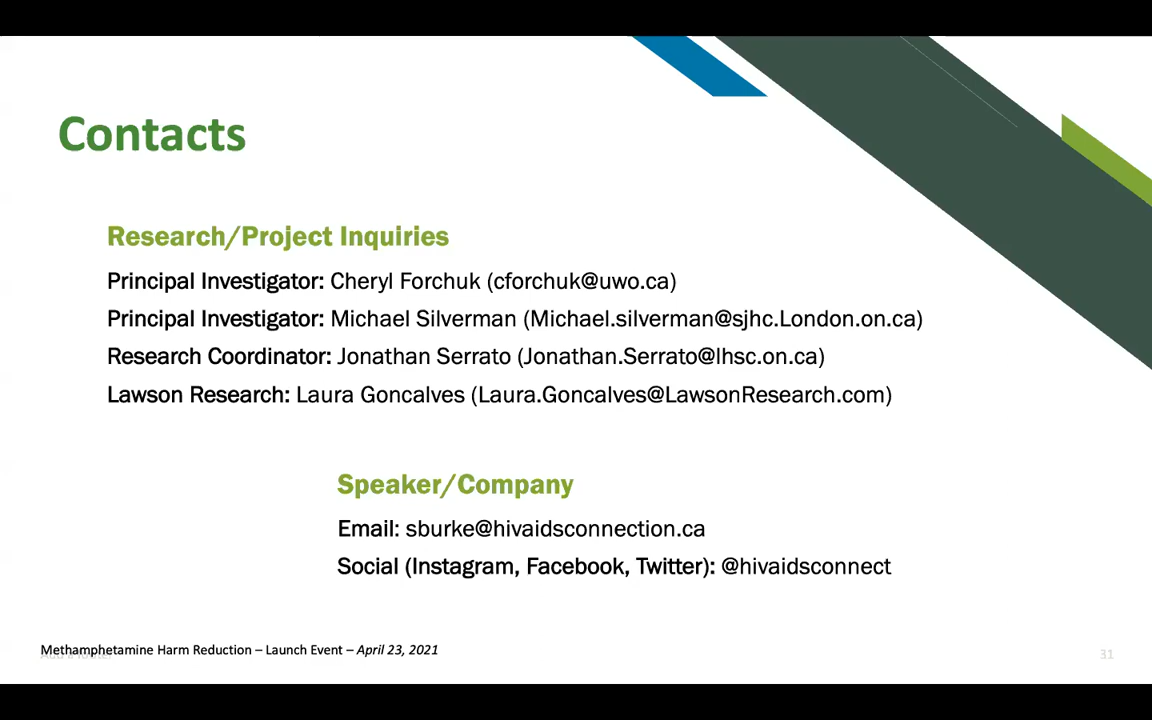 Contacts
Research/Project Inquiries
Principal Investigator: Cheryl Forchuk (cforchuk@uwo.ca)
Principal Investigator: Michael Silverman (Michael.silverman@sjhc.London.on.ca)
Research Coordinator: Jonathan Serrato (Jonathan.Serrato@lhsc.on.ca)
Lawson Research: Laura Goncalves (Laura.Goncalves@LawsonResearch.com)
Speaker/Company
Email: sburke@hivaidsconnection.ca
Social (Instagram, Facebook, Twitter): @hivaidsconnect
Methamphetamine Harm Reduction – Launch Event – April 23, 2021
31